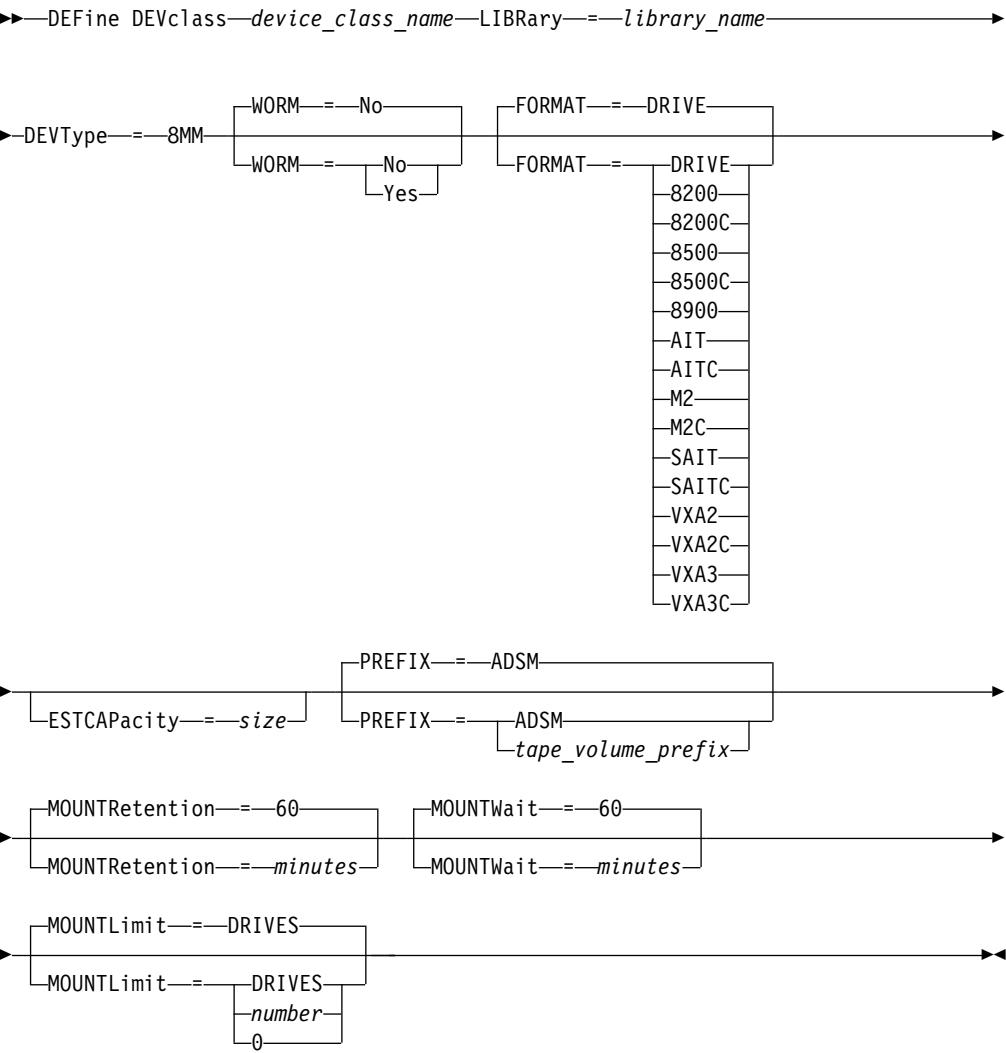 DEFine DEVclass device_class_name LIBRary = library_name
WORM = No FORMAT = DRIVE
DEVType = 8MM
WORM = No FORMAT = DRIVE
Yes 8200
8200C
8500
8500C
8900
AIT
AITC
M2
M2C
SAIT
SAITC
VXA2
VXA2C
VXA3
VXA3C
PREFIX = ADSM
ESTCAPacity = size PREFIX = ADSM
tape_volume_prefix
MOUNTRetention = 60 MOUNTWait = 60
MOUNTRetention = minutes MOUNTWait = minutes
MOUNTLimit = DRIVES
MOUNTLimit = DRIVES
number
0